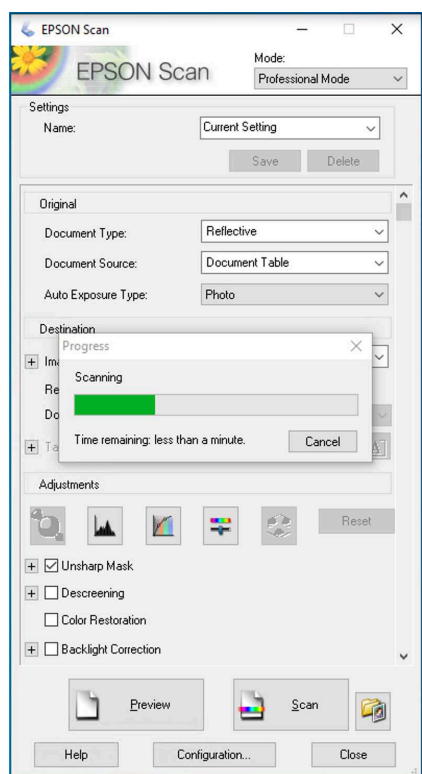 EPSON Scan
EPSON Scan
Mode:
Professional Mode
Settings
Name:
Current Setting
Save
Delete
Original
Document Type:
Reflective
Document Source:
Document Table
Auto Exposure Type:
Photo
Destination
Progress
Scanning
Time remaining: less than a minute.
Cancel
Adjustments
Reset
Unsharp Mask
Descreening
Color Restoration
Backlight Correction
Preview
Scan
Help
Configuration...
Close